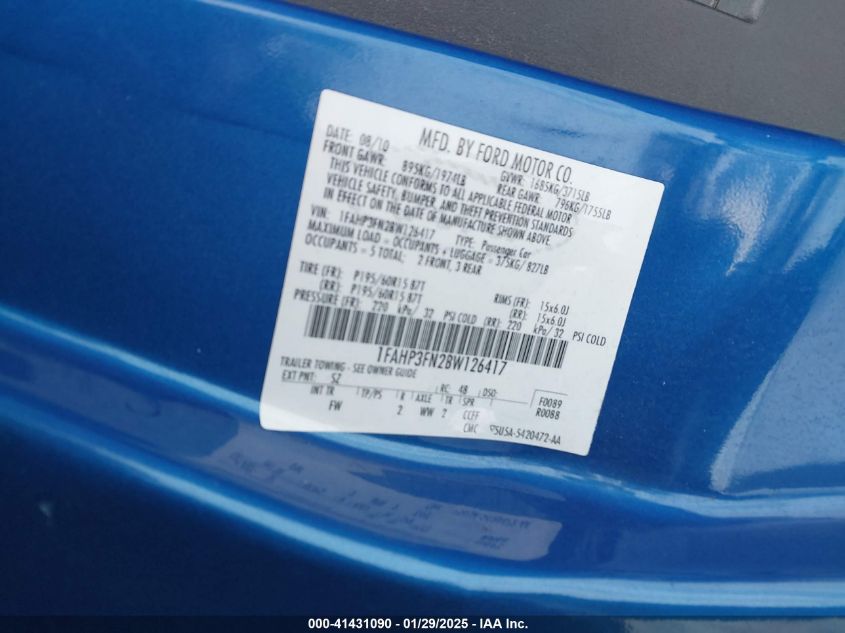 MFD. BY FORD MOTOR CO.
DATE: 08/10 GVWR: 1685KG/3715LB
FRONT GAWR: 895KG/1974LB REAR GAWR: 796KG/1755LB
THIS VEHICLE CONFORMS TO ALL APPLICABLE FEDERAL MOTOR
VEHICLE SAFETY, BUMPER, AND THEFT PREVENTION STANDARDS
IN EFFECT ON THE DATE OF MANUFACTURE SHOWN ABOVE.
VIN: 1FAHP3FN2BW126417 TYPE: Passenger Car
MAXIMUM LOAD = OCCUPANTS + LUGGAGE = 375KG/827LB
OCCUPANTS = 5 TOTAL: 2 FRONT, 3 REAR
TIRE (FR): P195/60R15 87T RIMS (FR): 15x6.0J
(RR): P195/60R15 87T (RR): 15x6.0J
PRESSURE (FR): 220 kPa/32 PSI COLD (RR): 220 kPa/32 PSI COLD
1FAHP3FN2BW126417
TRAILER TOWING - SEE OWNER GUIDE
EXT PNT: SZ RC: 48 DSO: F0089
INT TR TP/PS R AXLE TR SPR R0088
FW 2 WW 2 CCFF
CMC 5U5A-5420472-AA
000-41431090 - 01/29/2025 - IAA Inc.